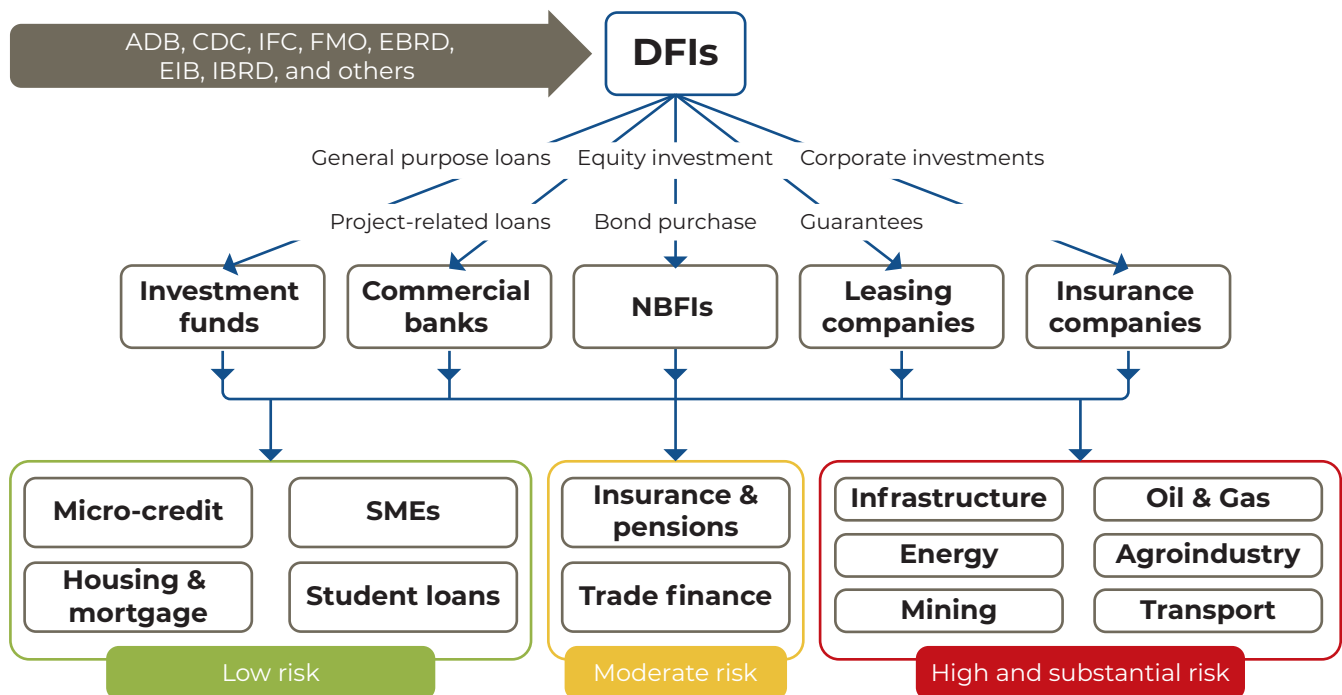 ADB, CDC, IFC, FMO, EBRD,
EIB, IBRD, and others
DFIs
General purpose loans
Equity investment
Corporate investments
Project-related loans
Bond purchase
Guarantees
Investment
funds
Commercial
banks
NBFIs
Leasing
companies
Insurance
companies
Micro-credit
SMEs
Housing &
mortgage
Student loans
Low risk
Insurance &
pensions
Trade finance
Moderate risk
Infrastructure
Oil & Gas
Energy
Agroindustry
Mining
Transport
High and substantial risk